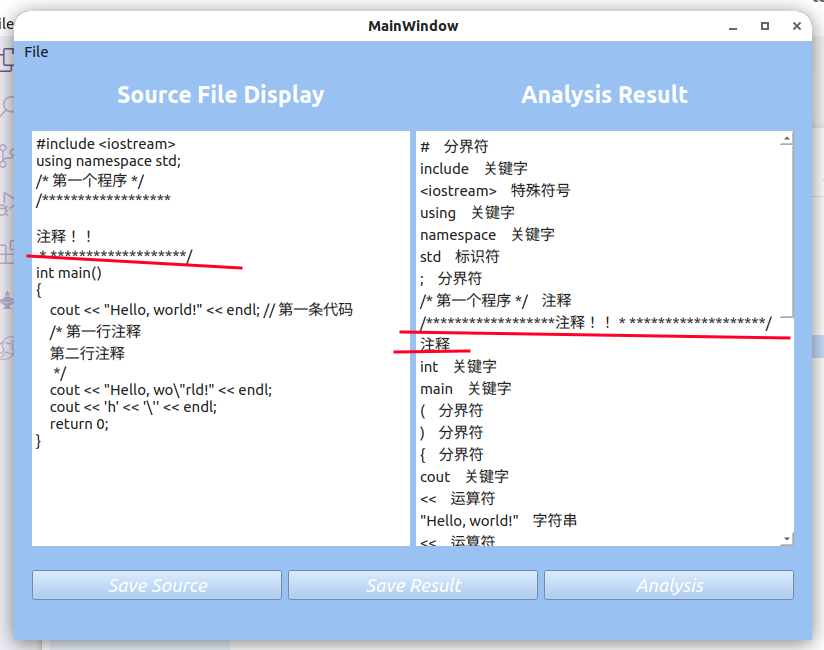 MainWindow
ile
File
Source File Display
Analysis Result
#include <iostream>
using namespace std;
/* 第一个程序 */
/******************
注释！！
* *******************/
int main()
{
cout << "Hello, world!" << endl; // 第一条代码
/* 第一行注释
第二行注释
*/
cout << "Hello, wo\"rld!" << endl;
cout << 'h' << '\'' << endl;
return 0;
}
# 分界符
include 关键字
<iostream> 特殊符号
using 关键字
namespace 关键字
std 标识符
; 分界符
/* 第一个程序 */ 注释
/******************注释！！ * *******************/
注释
int 关键字
main 关键字
( 分界符
) 分界符
{ 分界符
cout 关键字
<< 运算符
"Hello, world!" 字符串
<< 运算符
Save Source
Save Result
Analysis